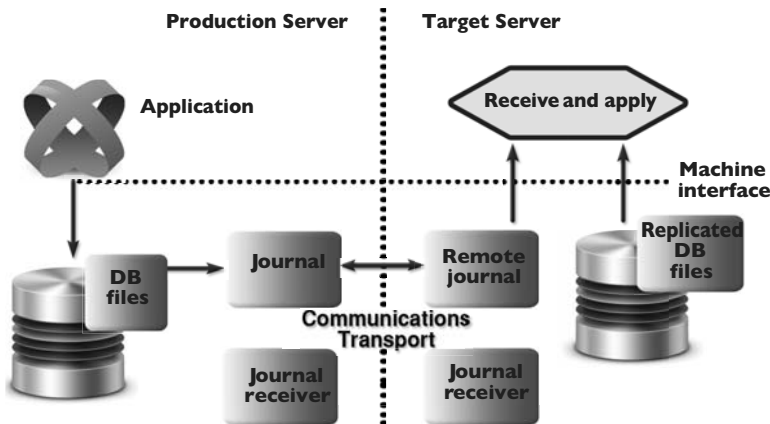 Production Server
Target Server
Application
Receive and apply
Machine
interface
DB
files
Journal
Remote
journal
Replicated
DB
files
Communications
Transport
Journal
receiver
Journal
receiver